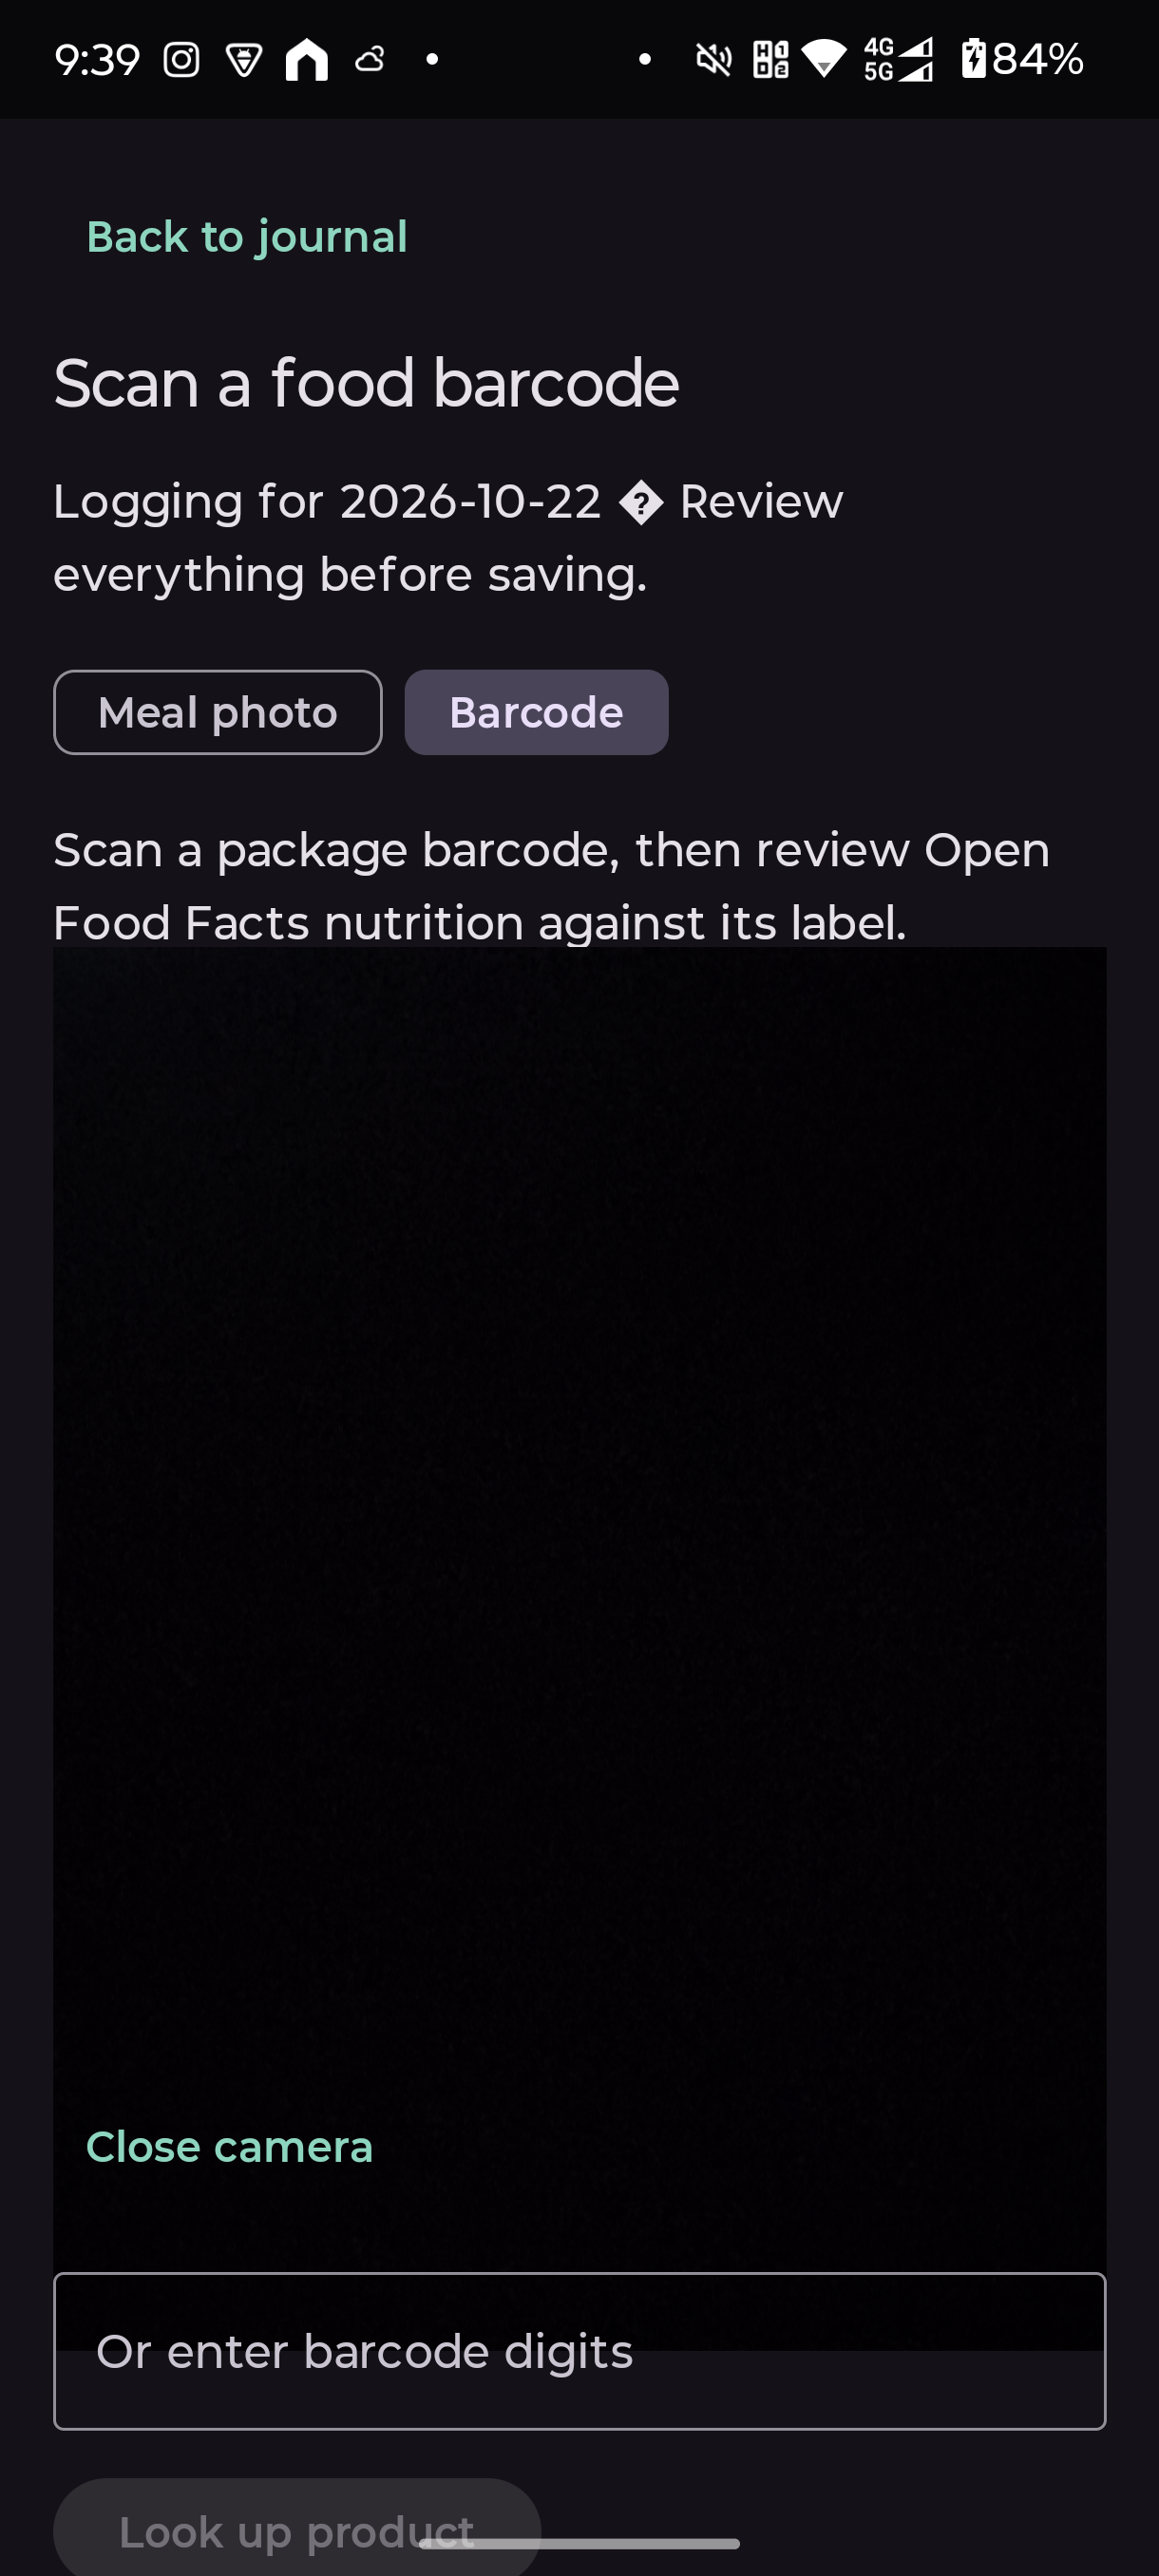 9:39
4G
5G
84%
Back to journal
Scan a food barcode
Logging for 2026-10-22 � Review
everything before saving.
Meal photo
Barcode
Scan a package barcode, then review Open
Food Facts nutrition against its label.
Close camera
Or enter barcode digits
Look up product